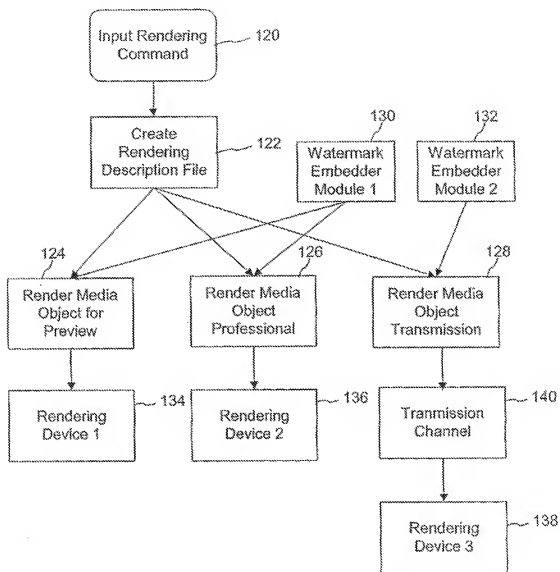 Input Rendering
Command
120
Create
Rendering
Description File
122
130
Watermark
Embedder
Module 1
132
Watermark
Embedder
Module 2
124
Render Media
Object for
Preview
126
Render Media
Object
Professional
128
Render Media
Object
Transmission
Rendering
Device 1
134
Rendering
Device 2
136
Tranmission
Channel
140
Rendering
Device 3
138